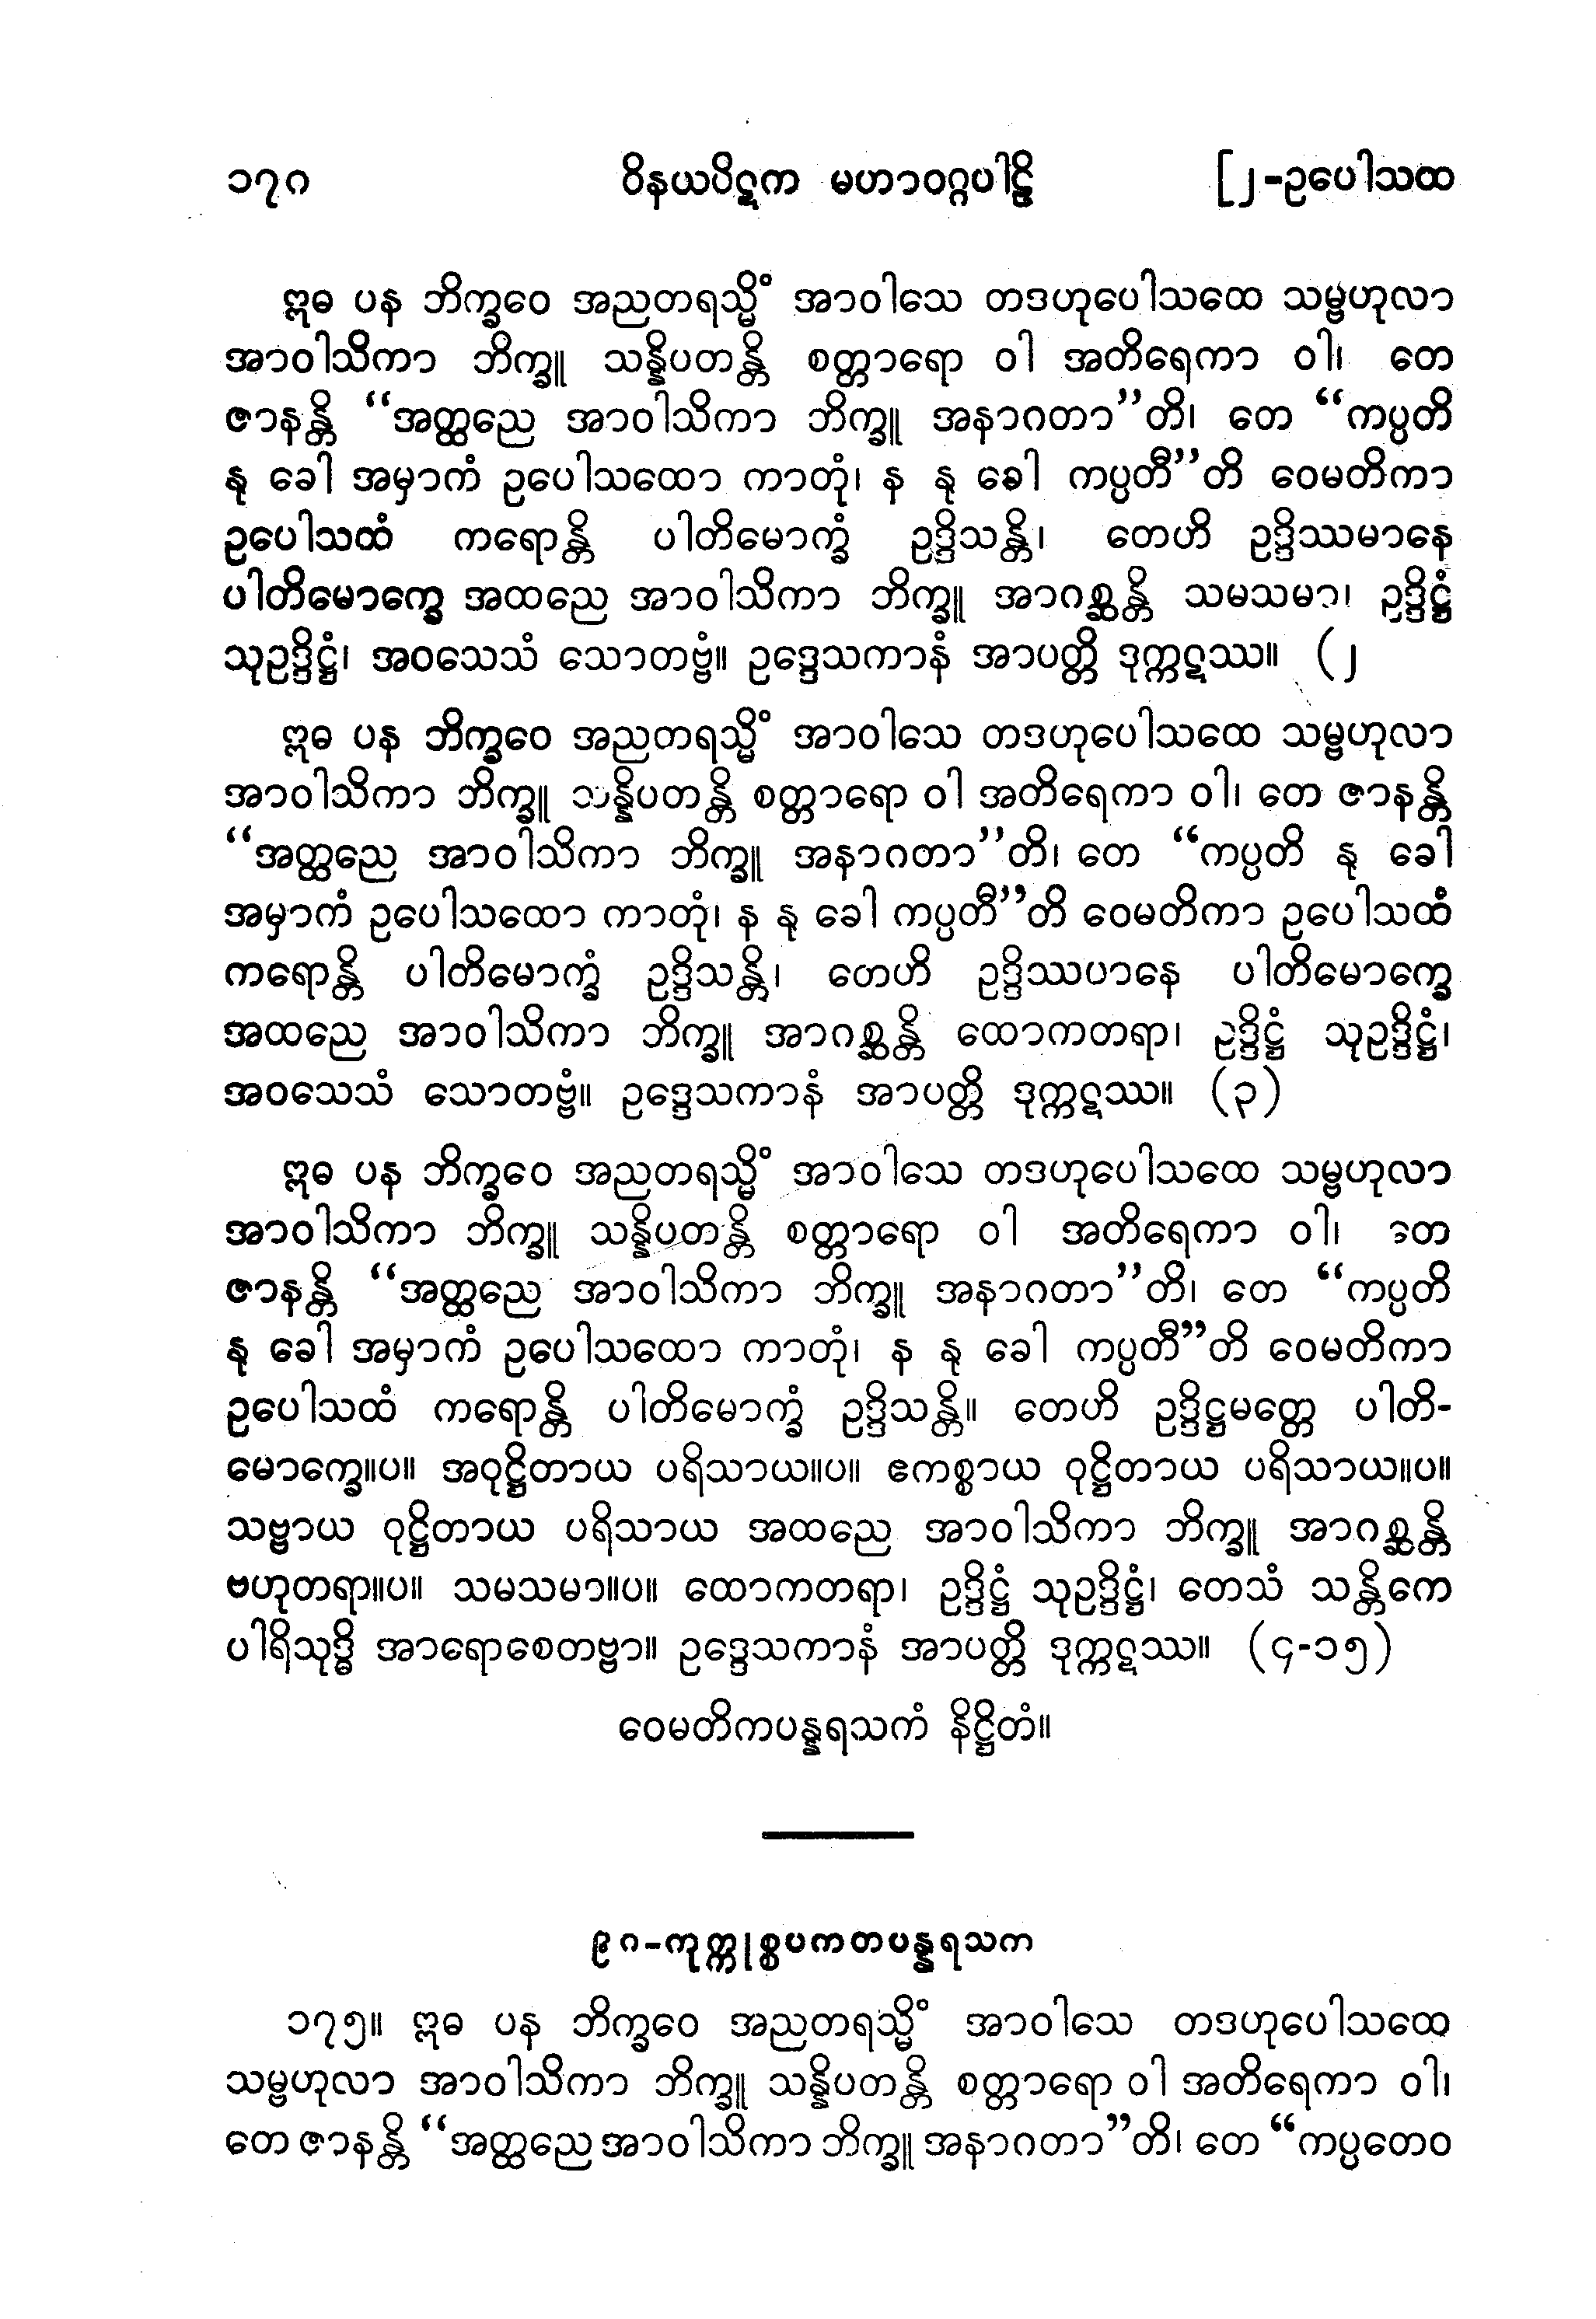 ၁၇၈ ဝိနယပိဋက မဟာဝဂ္ဂပါဠိ [၂-ဥပေါသထ
ဣဓ ပန ဘိက္ခဝေ အညတရသ္မိံ အာဝါသေ တဒဟုပေါသထေ သမ္ဗဟုလာ
အာဝါသိကာ ဘိက္ခူ သန္နိပတန္တိ စတ္တာရော ဝါ အတိရေကာ ဝါ၊ တေ
ဇာနန္တိ “အတ္ထညေ အာဝါသိကာ ဘိက္ခူ အနာဂတာ”တိ၊ တေ “ကပ္ပတိ
နု ခေါ အမှာကံ ဥပေါသထော ကာတုံ၊ န နု ခေါ ကပ္ပတီ”တိ ဝေမတိကာ
ဥပေါသထံ ကရောန္တိ ပါတိမောက္ခံ ဥဒ္ဒိသန္တိ၊ တေဟိ ဥဒ္ဒိဿမာနေ
ပါတိမောက္ခေ အထညေ အာဝါသိကာ ဘိက္ခူ အာဂစ္ဆန္တိ သမသမာ၊ ဥဒ္ဒိဋ္ဌံ
သုဥဒ္ဒိဋ္ဌံ၊ အဝသေသံ သောတဗ္ဗံ။ ဥဒ္ဒေသကာနံ အာပတ္တိ ဒုက္ကဋဿ။ (၂
ဣဓ ပန ဘိက္ခဝေ အညတရသ္မိံ အာဝါသေ တဒဟုပေါသထေ သမ္ဗဟုလာ
အာဝါသိကာ ဘိက္ခူ သန္နိပတန္တိ စတ္တာရော ဝါ အတိရေကာ ဝါ၊ တေ ဇာနန္တိ
“အတ္ထညေ အာဝါသိကာ ဘိက္ခူ အနာဂတာ”တိ၊ တေ “ကပ္ပတိ နု ခေါ
အမှာကံ ဥပေါသထော ကာတုံ၊ န နု ခေါ ကပ္ပတီ”တိ ဝေမတိကာ ဥပေါသထံ
ကရောန္တိ ပါတိမောက္ခံ ဥဒ္ဒိသန္တိ၊ တေဟိ ဥဒ္ဒိဿမာနေ ပါတိမောက္ခေ
အထညေ အာဝါသိကာ ဘိက္ခူ အာဂစ္ဆန္တိ ထောကတရာ၊ ဥဒ္ဒိဋ္ဌံ သုဥဒ္ဒိဋ္ဌံ၊
အဝသေသံ သောတဗ္ဗံ။ ဥဒ္ဒေသကာနံ အာပတ္တိ ဒုက္ကဋဿ။ (၃)
ဣဓ ပန ဘိက္ခဝေ အညတရသ္မိံ အာဝါသေ တဒဟုပေါသထေ သမ္ဗဟုလာ
အာဝါသိကာ ဘိက္ခူ သန္နိပတန္တိ စတ္တာရော ဝါ အတိရေကာ ဝါ၊ တေ
ဇာနန္တိ “အတ္ထညေ အာဝါသိကာ ဘိက္ခူ အနာဂတာ”တိ၊ တေ “ကပ္ပတိ
နု ခေါ အမှာကံ ဥပေါသထော ကာတုံ၊ န နု ခေါ ကပ္ပတီ”တိ ဝေမတိကာ
ဥပေါသထံ ကရောန္တိ ပါတိမောက္ခံ ဥဒ္ဒိသန္တိ။ တေဟိ ဥဒ္ဒိဋ္ဌမတ္တေ ပါတိ-
မောက္ခေ။ပ။ အဝုဋ္ဌိတာယ ပရိသာယ။ပ။ ဧကစ္စာယ ဝုဋ္ဌိတာယ ပရိသာယ။ပ။
သဗ္ဗာယ ဝုဋ္ဌိတာယ ပရိသာယ အထညေ အာဝါသိကာ ဘိက္ခူ အာဂစ္ဆန္တိ
ဗဟုတရာ။ပ။ သမသမာ။ပ။ ထောကတရာ၊ ဥဒ္ဒိဋ္ဌံ သုဥဒ္ဒိဋ္ဌံ၊ တေသံ သန္တိကေ
ပါရိသုဒ္ဓိ အာရောစေတဗ္ဗာ။ ဥဒ္ဒေသကာနံ အာပတ္တိ ဒုက္ကဋဿ။ (၄-၁၅)
ဝေမတိကပန္နရသကံ နိဋ္ဌိတံ။
၉၈-ကုက္ကုစ္စပကတပန္နရသက
၁၇၅။ ဣဓ ပန ဘိက္ခဝေ အညတရသ္မိံ အာဝါသေ တဒဟုပေါသထေ
သမ္ဗဟုလာ အာဝါသိကာ ဘိက္ခူ သန္နိပတန္တိ စတ္တာရော ဝါ အတိရေကာ ဝါ၊
တေ ဇာနန္တိ “အတ္ထညေ အာဝါသိကာ ဘိက္ခူ အနာဂတာ”တိ၊ တေ “ကပ္ပတေဝ